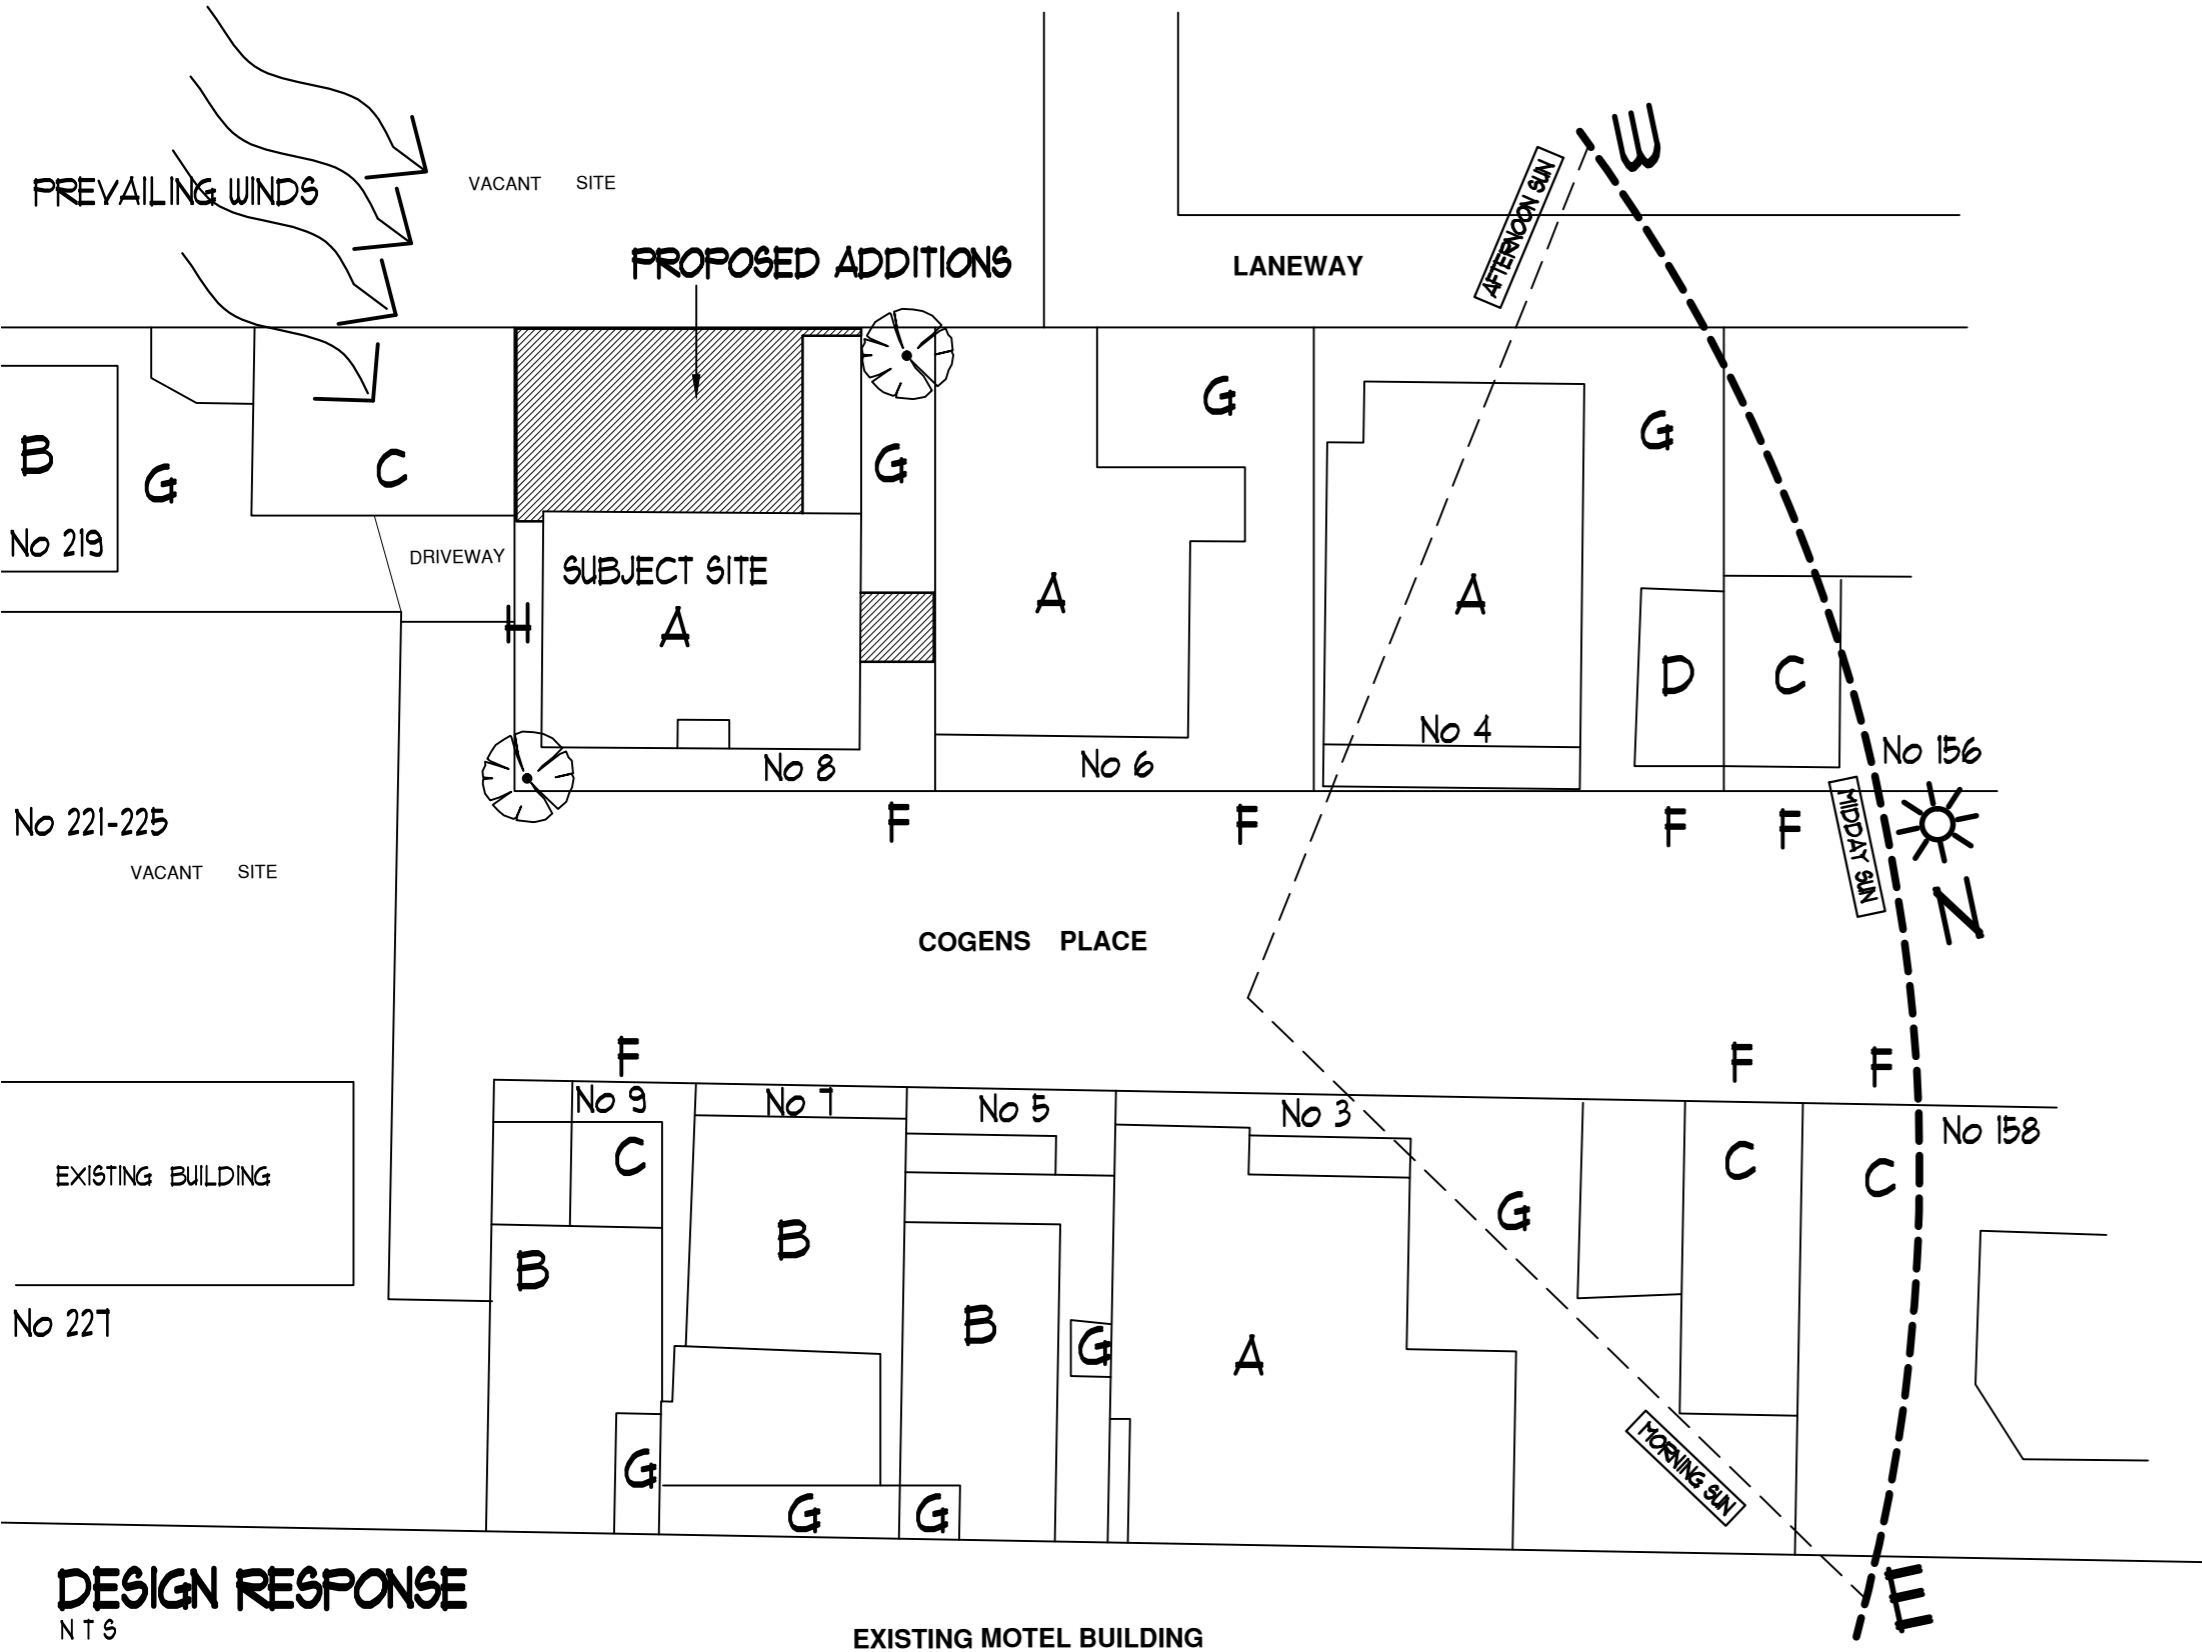 W
AFTERNOON SUN
PREVAILING WINDS
VACANT SITE
PROPOSED ADDITIONS
LANEWAY
G
G
B
G
C
G
No 219
DRIVEWAY
SUBJECT SITE
H
A
A
A
D
C
No 4
No 8
No 6
No 156
MIDDAY SUN
No 221-225
F
F
F
F
VACANT SITE
N
COGENS PLACE
F
F
F
No 9
No 7
No 5
No 3
No 158
C
C
C
EXISTING BUILDING
G
B
B
B
No 227
G
A
G
MORNING SUN
G
G
DESIGN RESPONSE
N T S
E
EXISTING MOTEL BUILDING